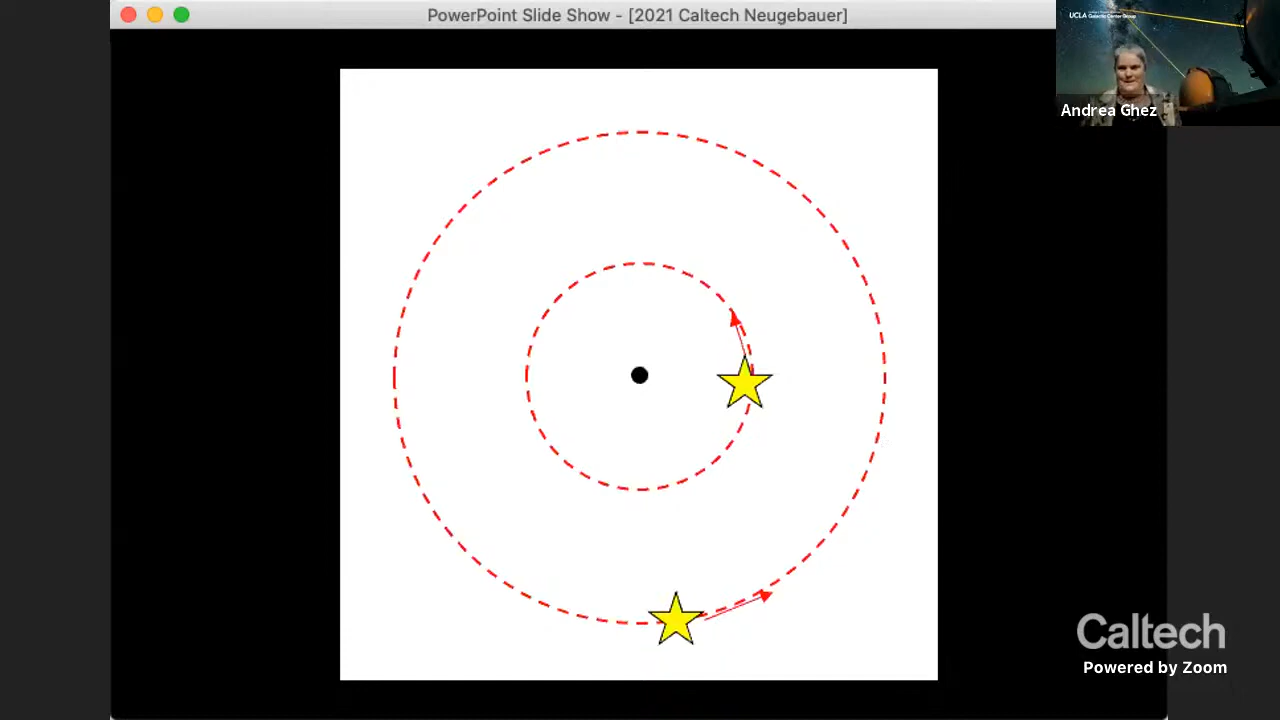 PowerPoint Slide Show - [2021 Caltech Neugebauer]
UCLA
Galactic Center Group
Andrea Ghez
Caltech
Powered by Zoom